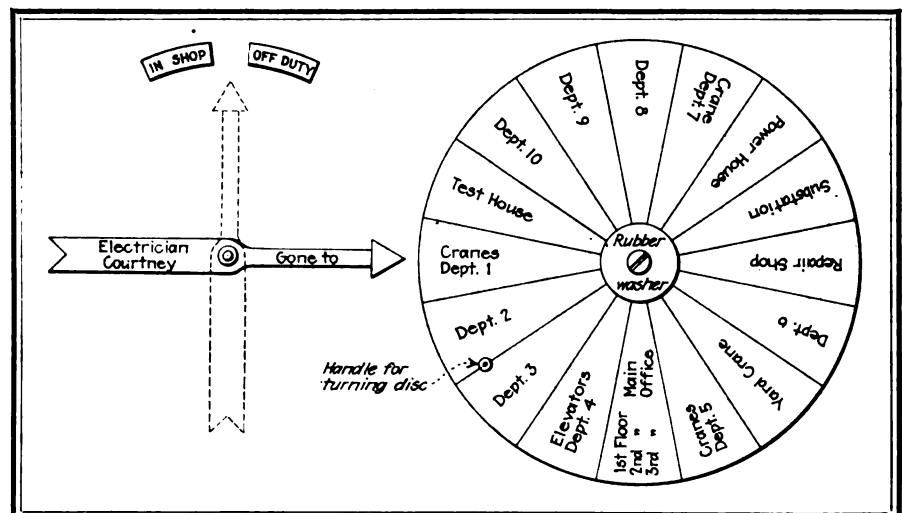 IN SHOP
OFF DUTY
Electrician
Courtney
Gone to
Rubber
washer
Dept. 8
Crane
Dept. 7
Power House
Substation
Repair Shop
Dept. 6
Yard Crane
Cranes
Dept. 5
1st Floor Main
2nd " Office
3rd "
Elevators
Dept. 4
Dept. 3
Dept. 2
Cranes
Dept. 1
Test House
Dept. 10
Dept. 9
Handle for
turning disc